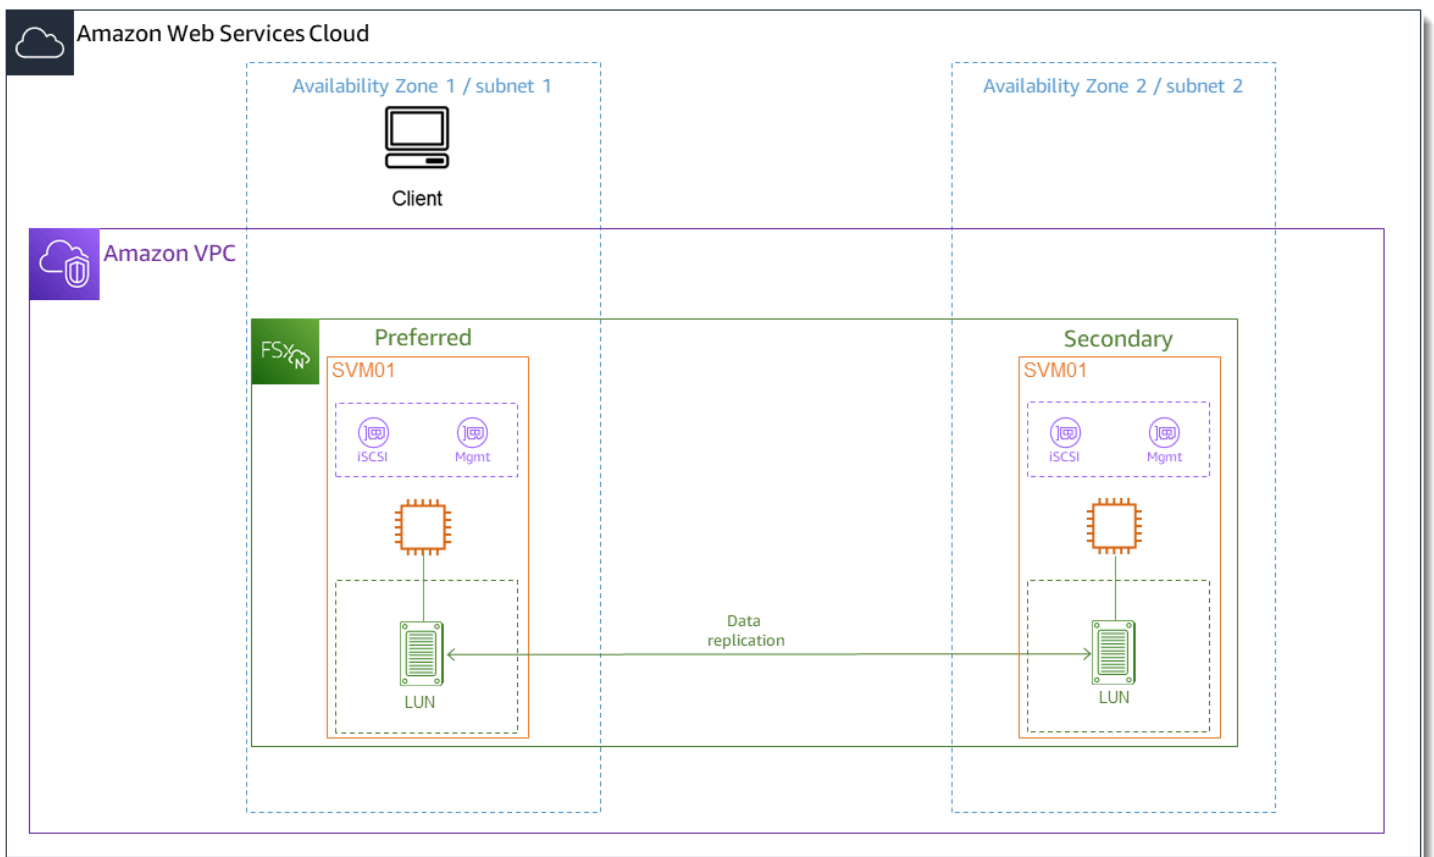 Amazon Web Services Cloud
Availability Zone 1 / subnet 1
Availability Zone 2 / subnet 2
Client
Amazon VPC
FSx
N
Preferred
Secondary
SVM01
SVM01
iSCSI
Mgmt
iSCSI
Mgmt
Data
replication
LUN
LUN